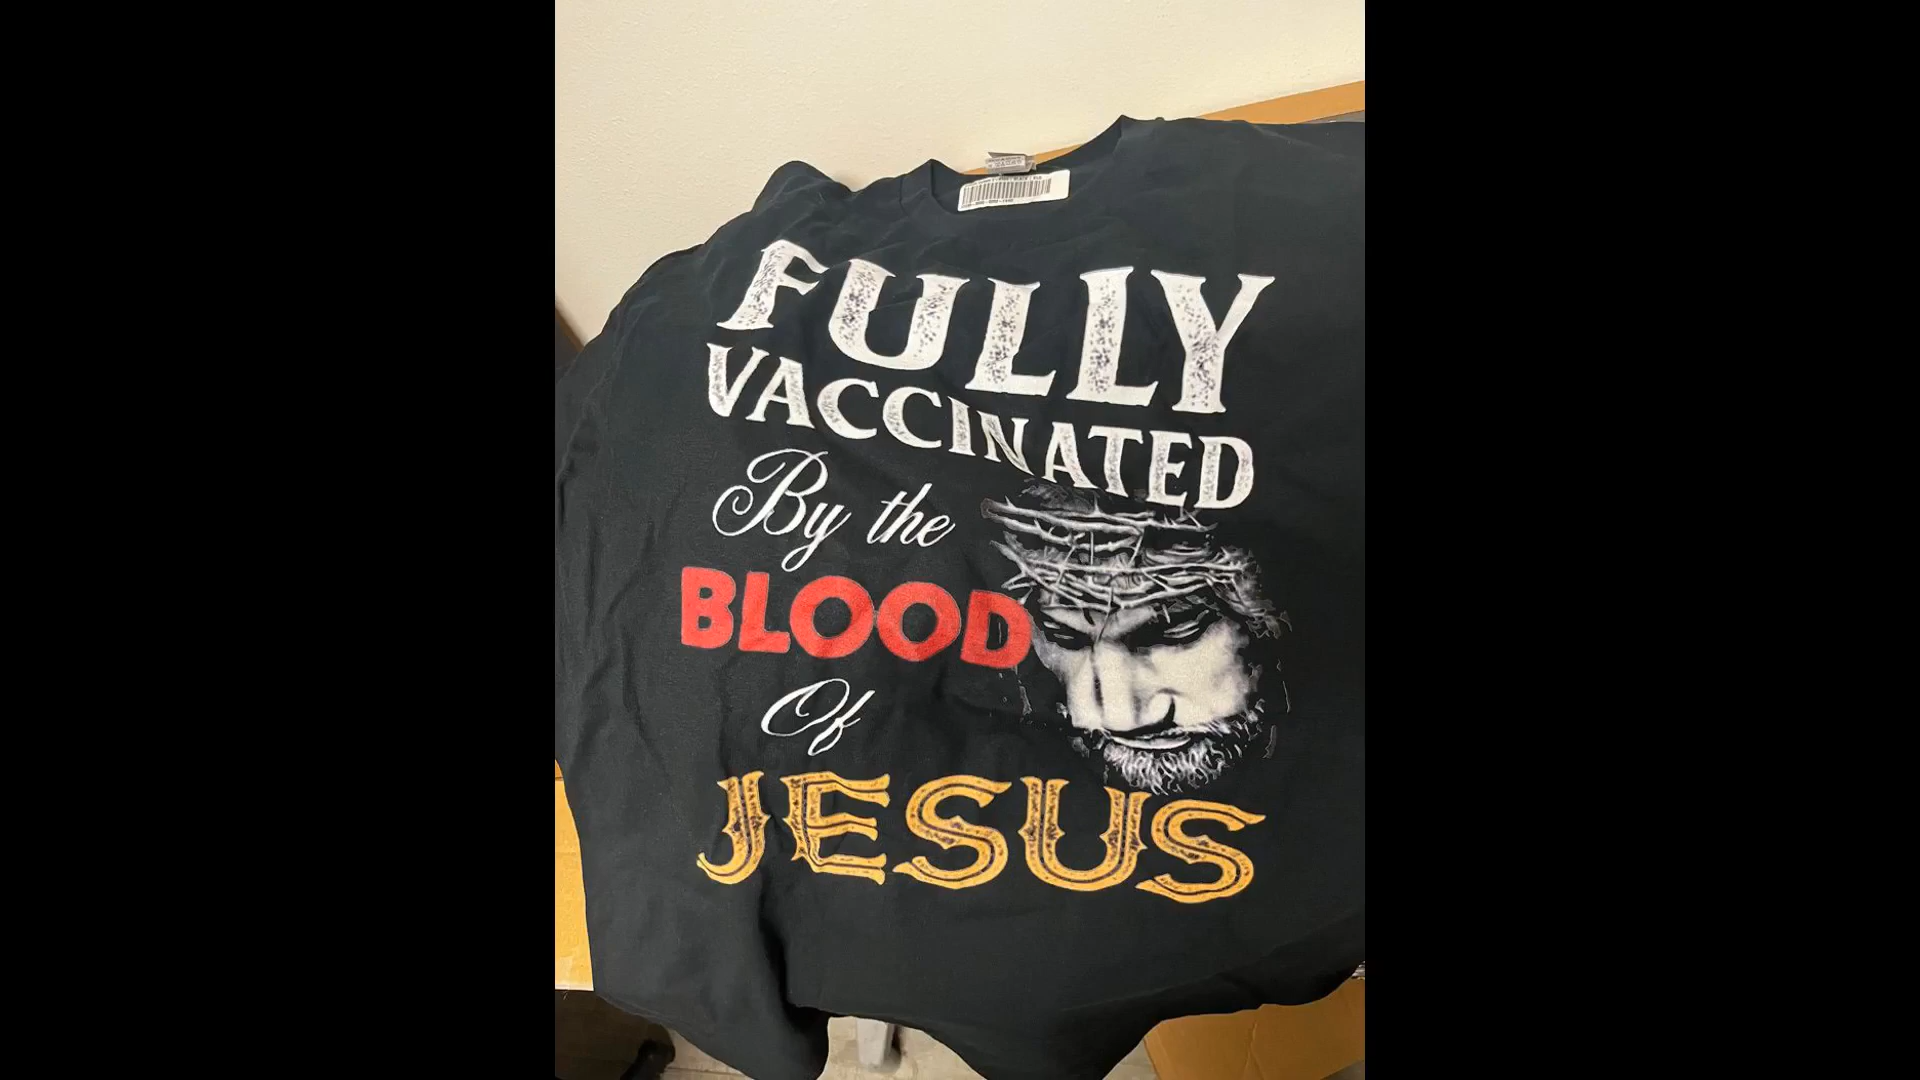 FULLY
VACCINATED
By the
BLOOD
Of
JESUS